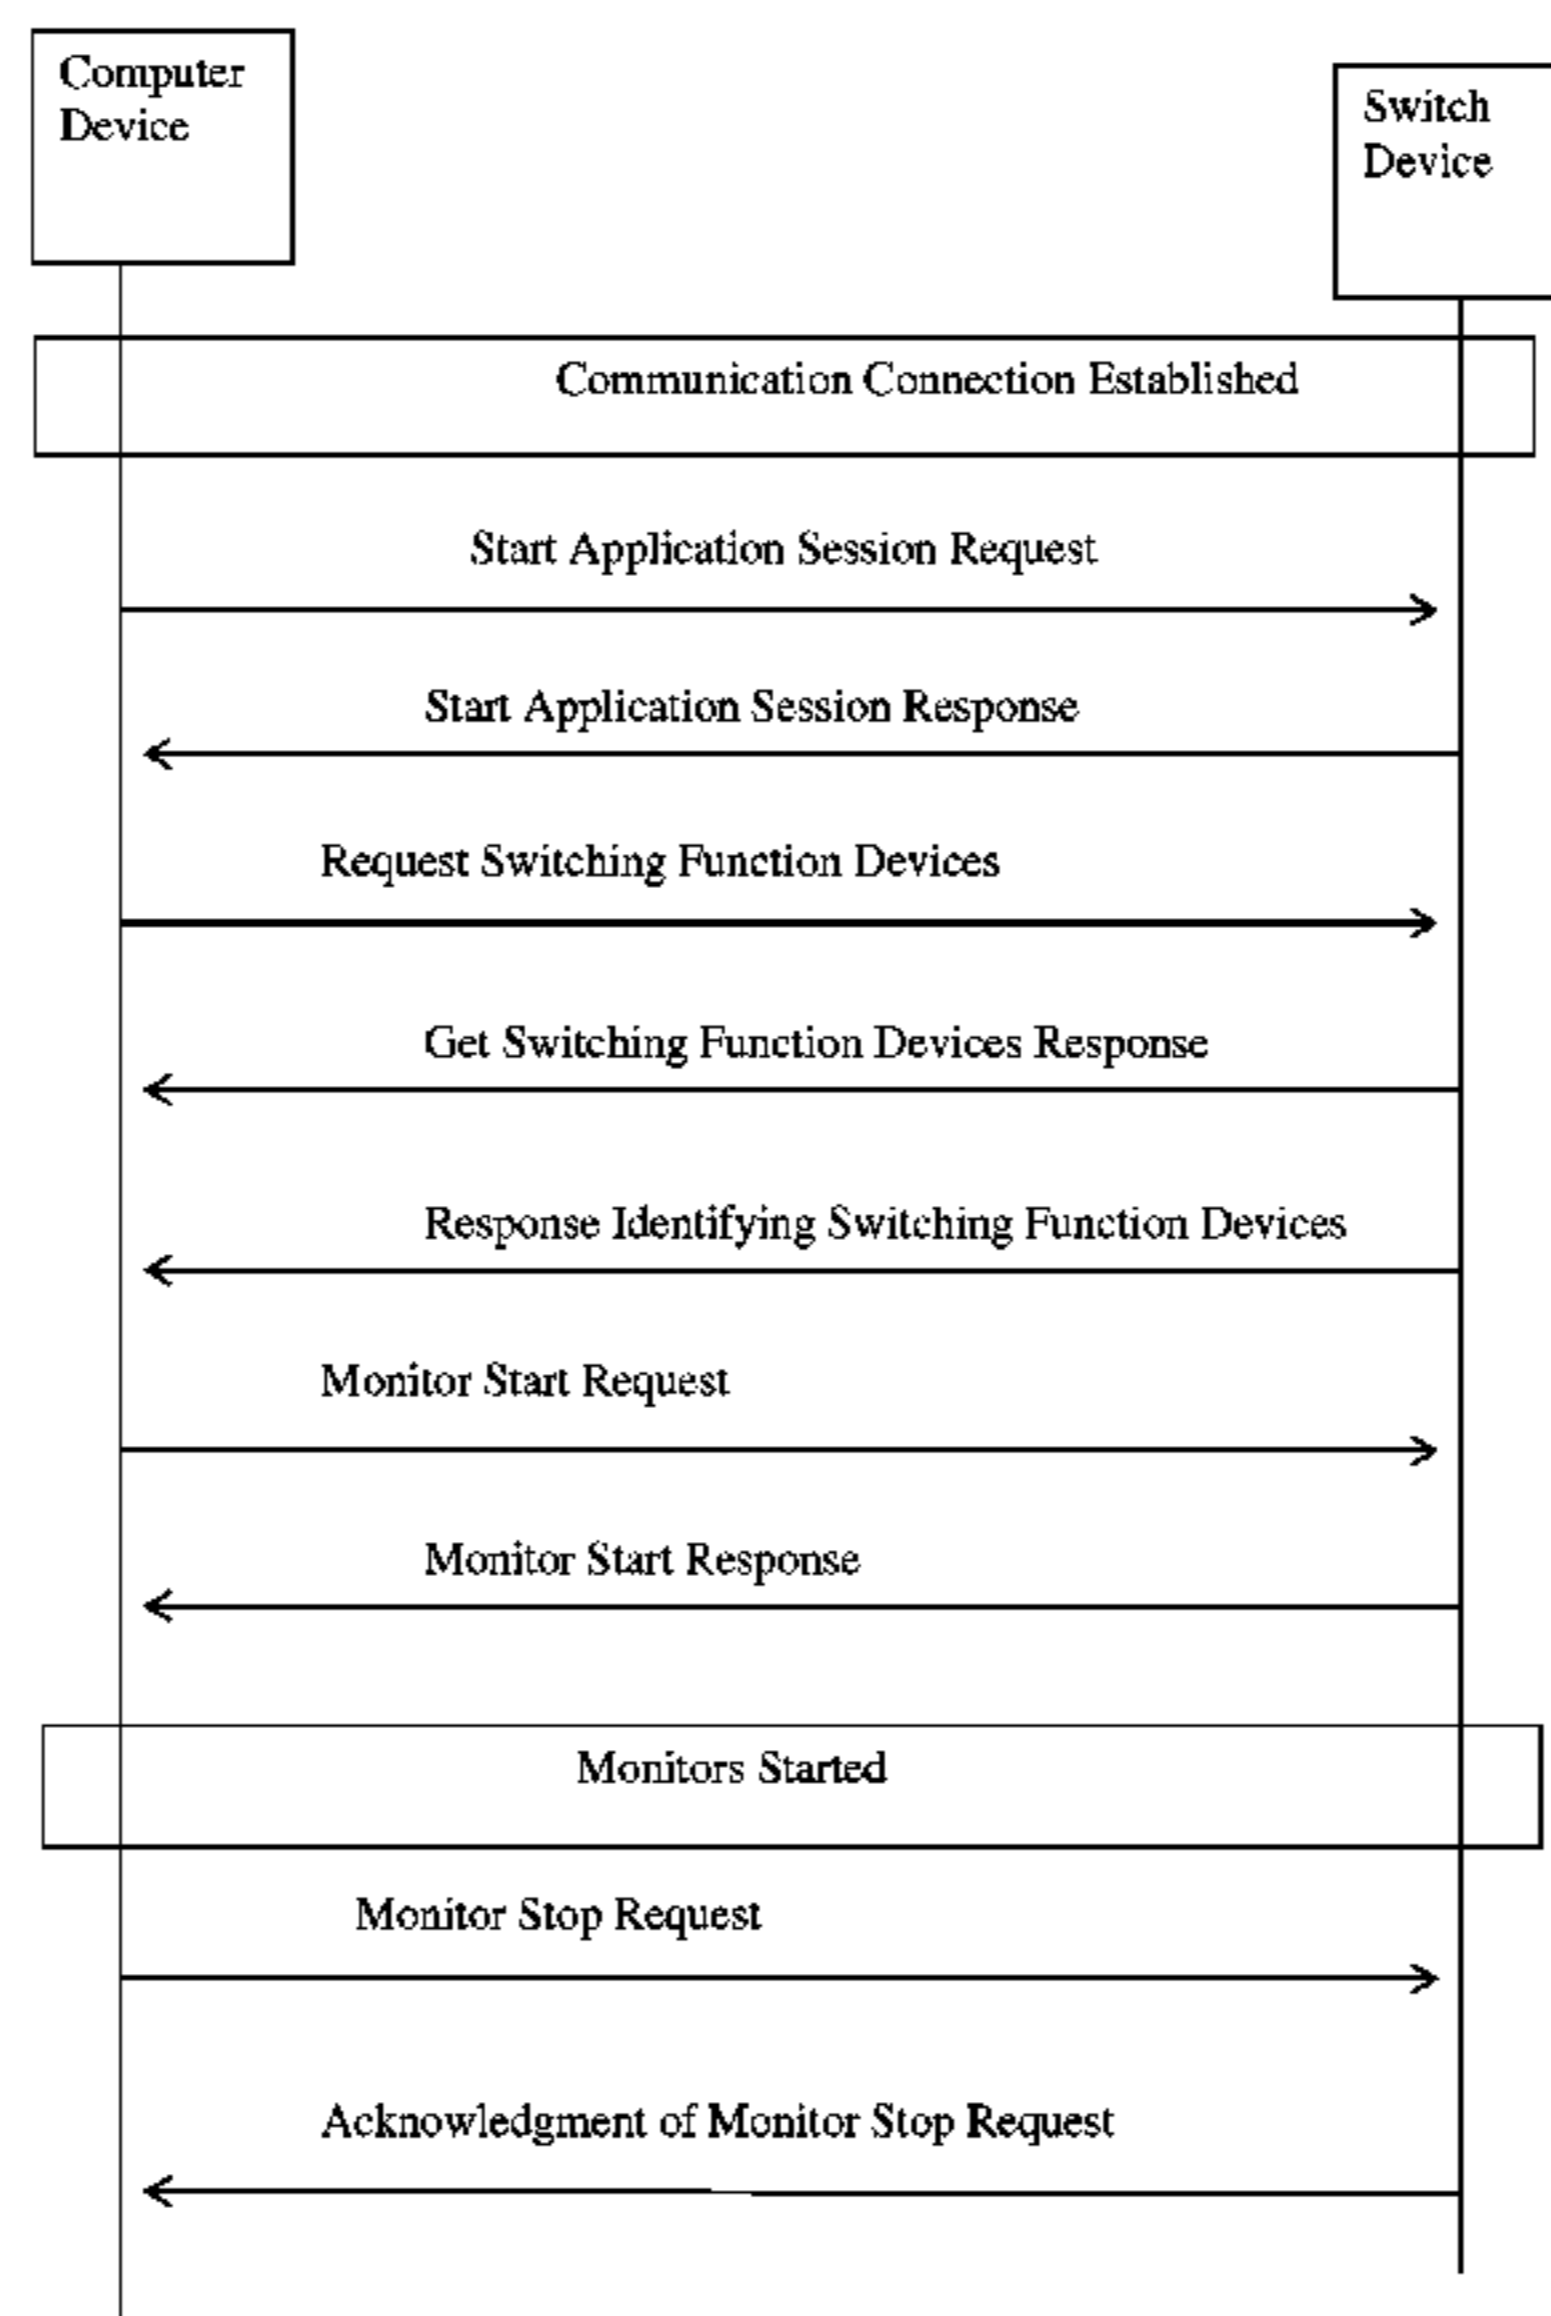 Computer
Device
Switch
Device
Communication Connection Established
Start Application Session Request
Start Application Session Response
Request Switching Function Devices
Get Switching Function Devices Response
Response Identifying Switching Function Devices
Monitor Start Request
Monitor Start Response
Monitors Started
Monitor Stop Request
Acknowledgment of Monitor Stop Request